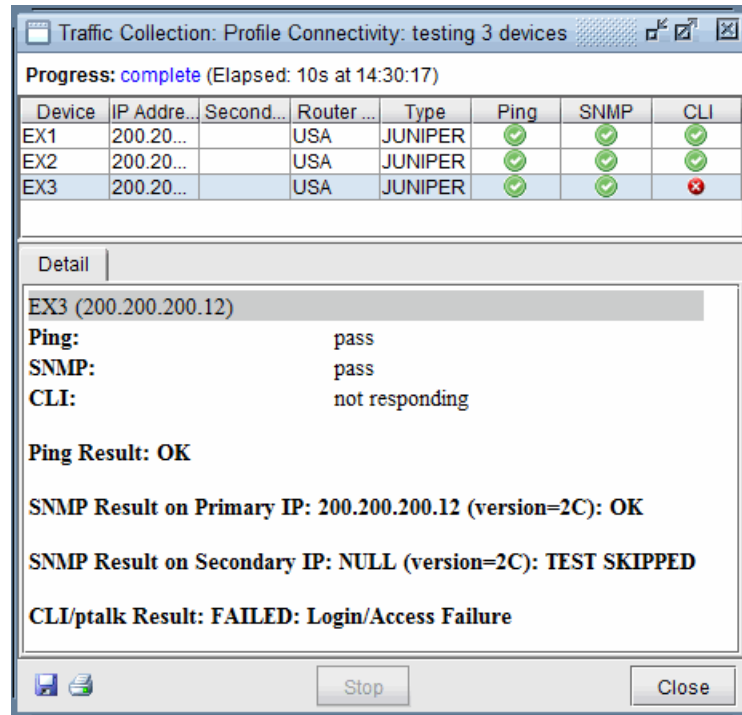 Traffic Collection: Profile Connectivity: testing 3 devices
Progress: complete (Elapsed: 10s at 14:30:17)
Device IP Addre... Second... Router ... Type Ping SNMP CLI
EX1 200.20... USA JUNIPER
EX2 200.20... USA JUNIPER
EX3 200.20... USA JUNIPER
Detail
EX3 (200.200.200.12)
Ping: pass
SNMP: pass
CLI: not responding
Ping Result: OK
SNMP Result on Primary IP: 200.200.200.12 (version=2C): OK
SNMP Result on Secondary IP: NULL (version=2C): TEST SKIPPED
CLI/ptalk Result: FAILED: Login/Access Failure
Stop Close